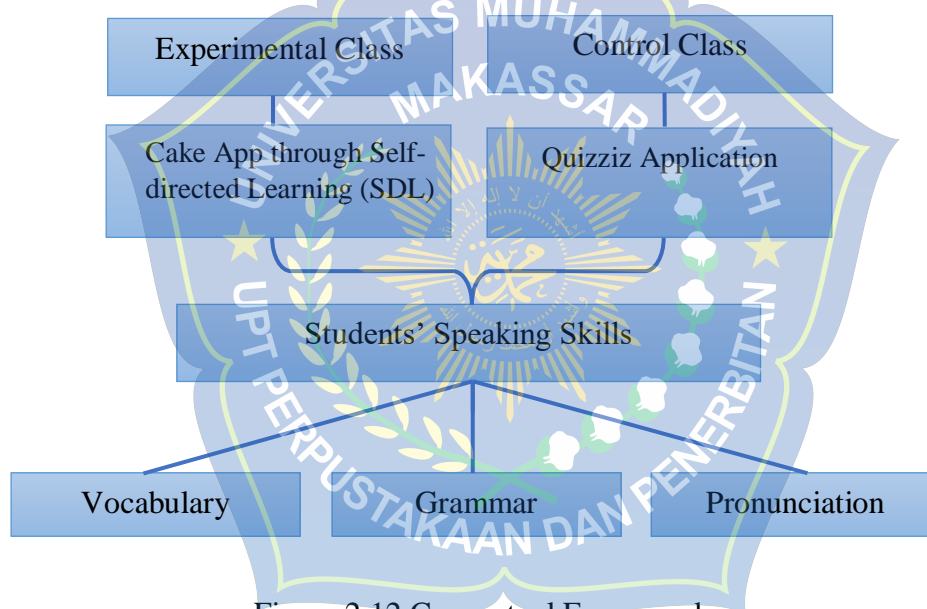 Experimental Class
Control Class
Cake App through Self-
directed Learning (SDL)
Quizziz Application
Students’ Speaking Skills
Vocabulary
Grammar
Pronunciation
UNIVERSITAS MUHAMMADIYAH
MAKASSAR
UPT PERPUSTAKAAN DAN PENERBITAN